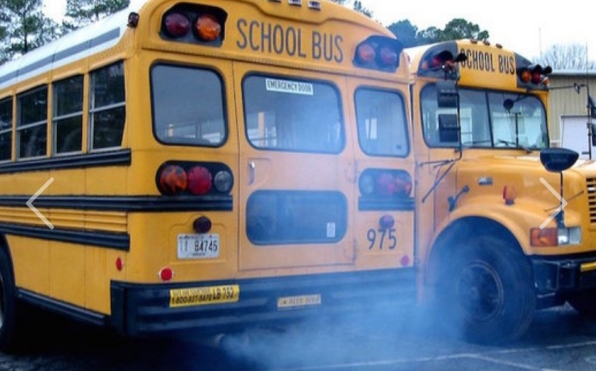 SCHOOL BUS
SCHOOL BUS
EMERGENCY DOOR
84745
975